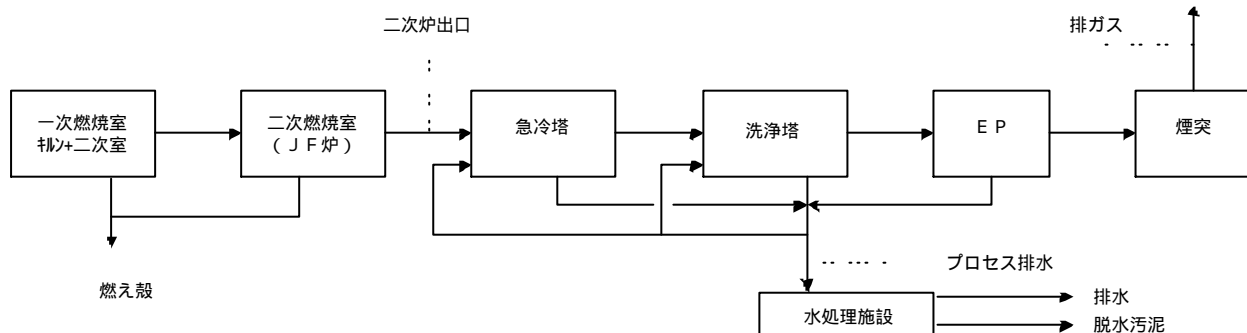 二次炉出口
排ガス
一次燃焼室
ｷﾙﾝ+二次室
二次燃焼室
（ＪＦ炉）
急冷塔
洗浄塔
ＥＰ
煙突
燃え殻
プロセス排水
水処理施設
排水
脱水汚泥